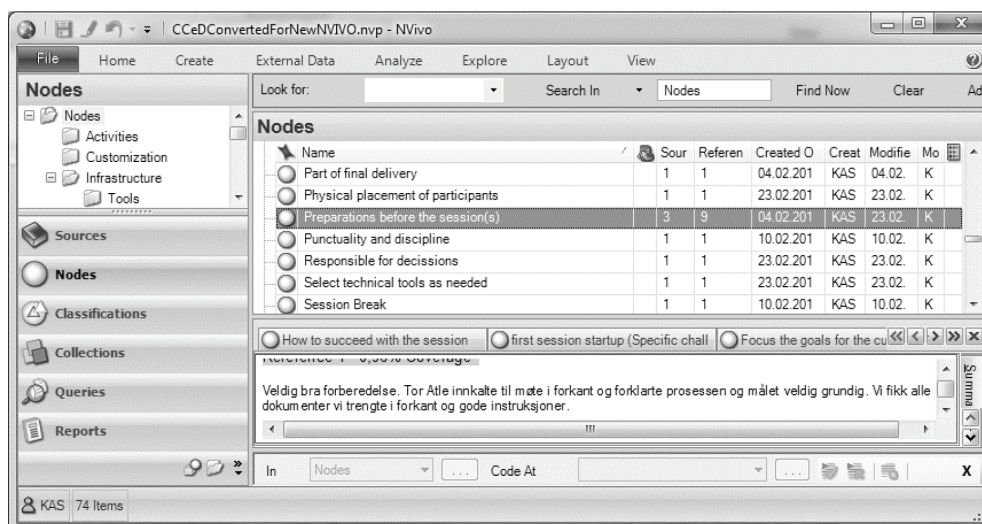 CCeDConvertedForNewNVIVO.nvp - NVivo
File Home Create External Data Analyze Explore Layout View
Nodes
Nodes
Activities
Customization
Infrastructure
Tools
Sources
Nodes
Classifications
Collections
Queries
Reports
Look for: Search In Nodes Find Now Clear Ad
Nodes
Name Sour Referen Created O Creat Modifie Mo
Part of final delivery 1 1 04.02.201 KAS 04.02. K
Physical placement of participants 1 1 23.02.201 KAS 23.02. K
Preparations before the session(s) 3 9 04.02.201 KAS 23.02. K
Punctuality and discipline 1 1 10.02.201 KAS 10.02. K
Responsible for decissions 1 1 23.02.201 KAS 23.02. K
Select technical tools as needed 1 1 23.02.201 KAS 23.02. K
Session Break 1 1 10.02.201 KAS 10.02. K
How to succeed with the session first session startup (Specific chall Focus the goals for the cu
Coverage
Veldig bra forberedelse. Tor Atle innkalte til møte i forkant og forklarte prosessen og målet veldig grundig. Vi fikk alle
dokumenter vi trengte i forkant og gode instruksjoner.
Summa
In Nodes ... Code At ... X
KAS 74 Items